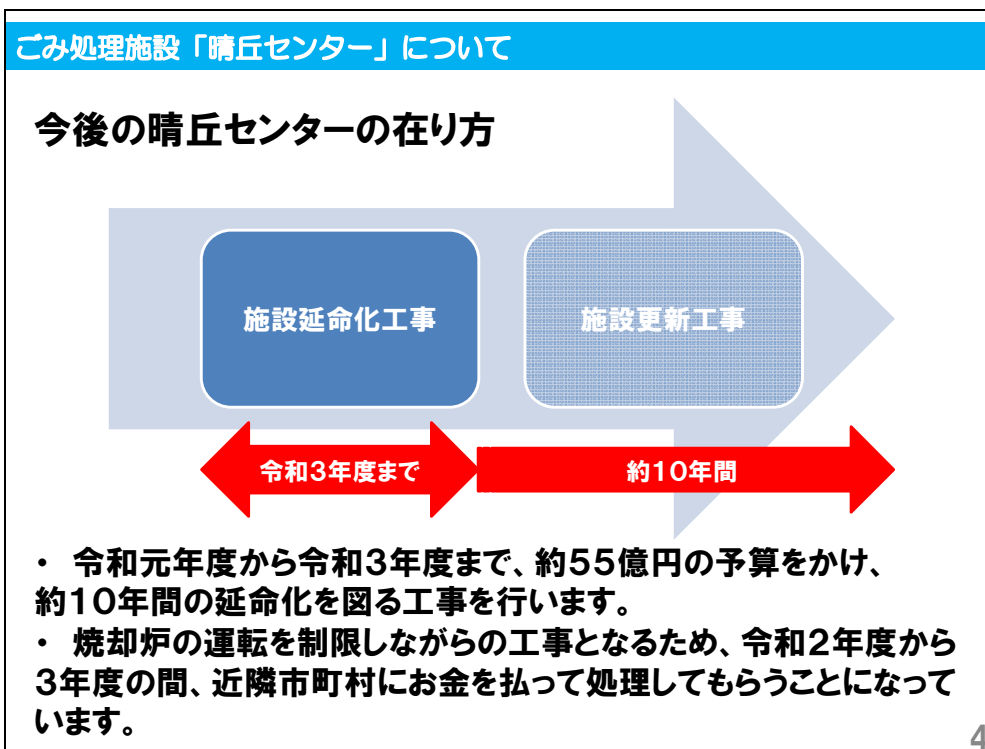 ごみ処理施設「晴丘センター」について
今後の晴丘センターの在り方
施設延命化工事
施設更新工事
令和３年度まで
約１０年間
・ 令和元年度から令和３年度まで、約５５億円の予算をかけ、
約１０年間の延命化を図る工事を行います。
・ 焼却炉の運転を制限しながらの工事となるため、令和２年度から
３年度の間、近隣市町村にお金を払って処理してもらうことになって
います。
4